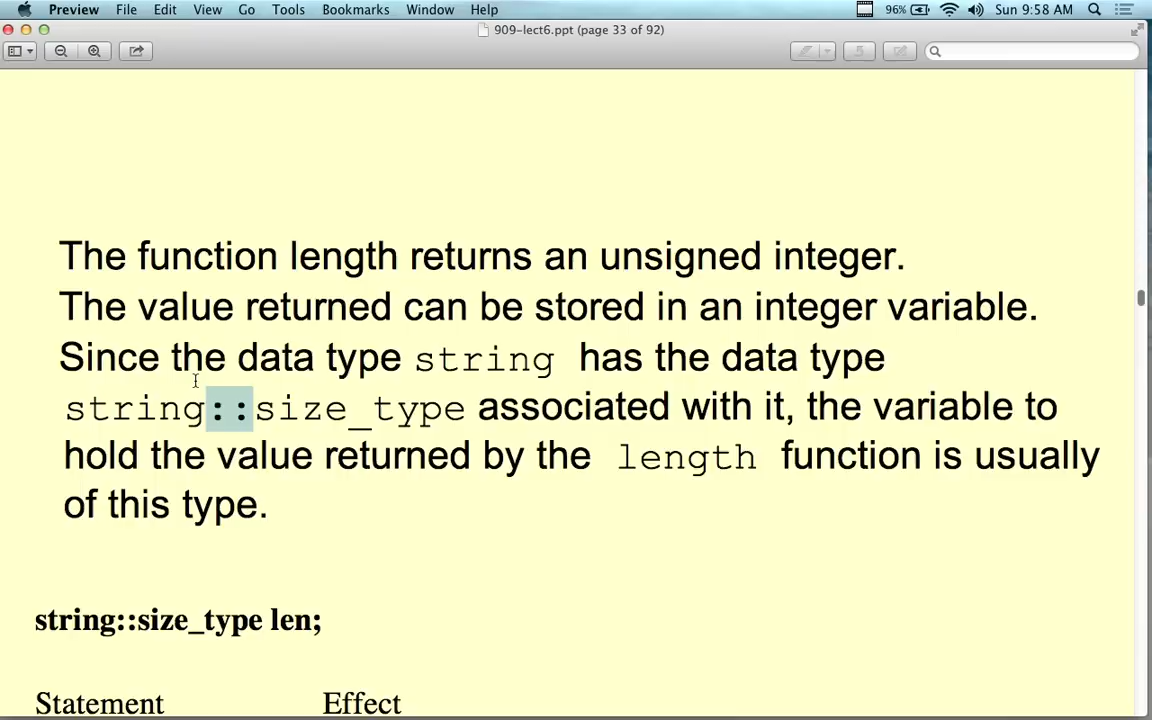 Preview File Edit View Go Tools Bookmarks Window Help 96% Sun 9:58 AM
909-lect6.ppt (page 33 of 92)
The function length returns an unsigned integer.
The value returned can be stored in an integer variable.
Since the data type string has the data type
string::size_type associated with it, the variable to
hold the value returned by the length function is usually
of this type.
string::size_type len;
Statement Effect